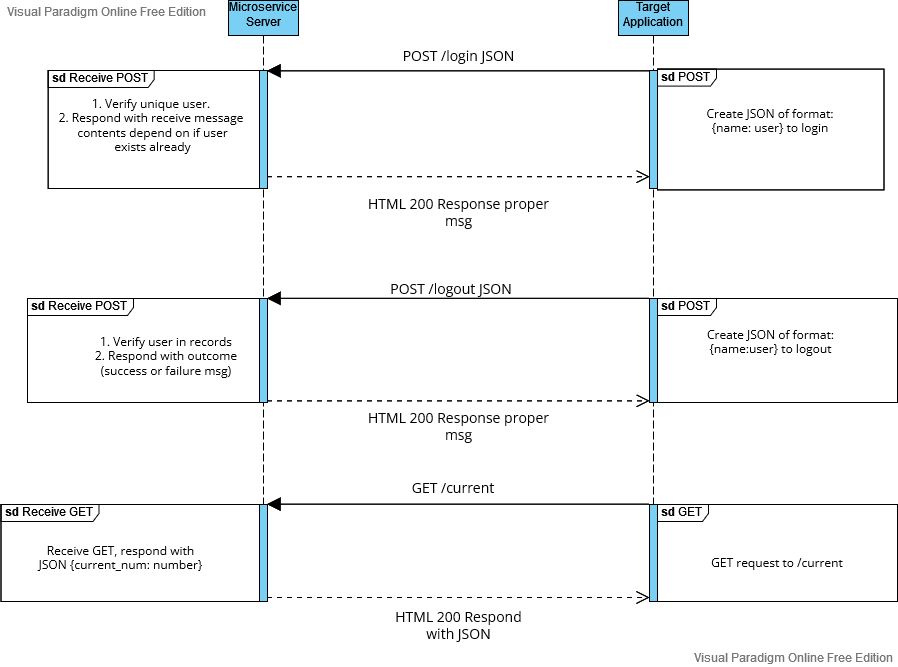 Visual Paradigm Online Free Edition
Microservice
Server
Target
Application
POST /login JSON
sd Receive POST
1. Verify unique user.
2. Respond with receive message
contents depend on if user
exists already
sd POST
Create JSON of format:
{name: user} to login
HTML 200 Response proper
msg
POST /logout JSON
sd Receive POST
1. Verify user in records
2. Respond with outcome
(success or failure msg)
sd POST
Create JSON of format:
{name:user} to logout
HTML 200 Response proper
msg
GET /current
sd Receive GET
Receive GET, respond with
JSON {current_num: number}
sd GET
GET request to /current
HTML 200 Respond
with JSON
Visual Paradigm Online Free Edition